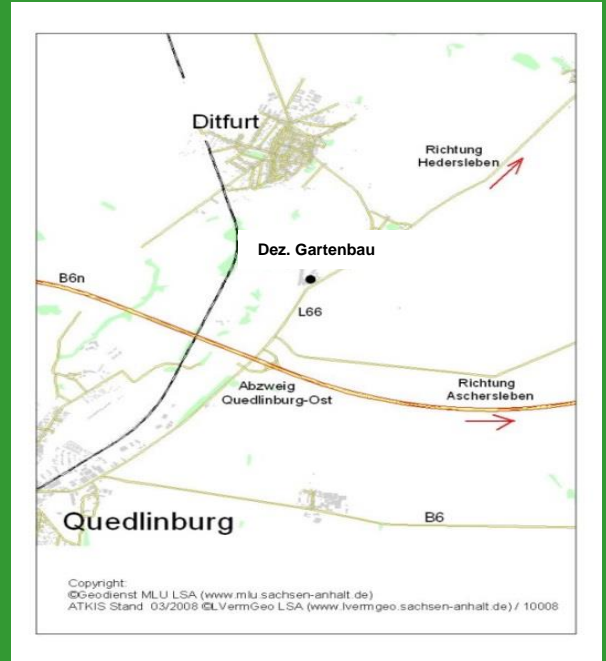 Ditfurt
Richtung
Hedersleben
Dez. Gartenbau
B6n
L66
Abzweig
Quedlinburg-Ost
Richtung
Aschersleben
Quedlinburg
B6
Copyright:
©Geodienst MLU LSA (www.mlu.sachsen-anhalt.de)
ATKIS Stand 03/2008 ©LVermGeo LSA (www.lvermgeo.sachsen-anhalt.de) / 10008